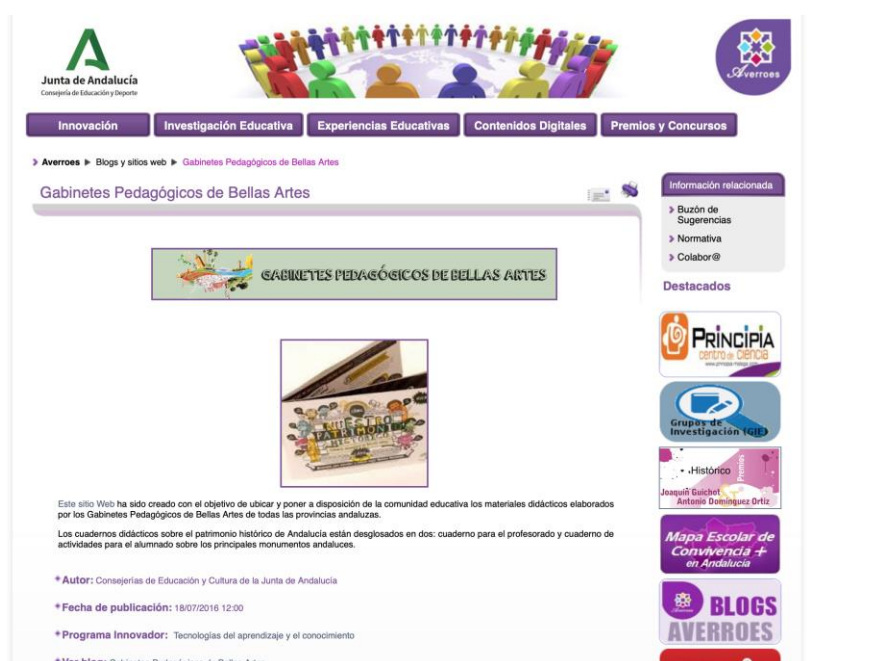 Junta de Andalucía
Consejería de Educación y Deporte
Averroes
Innovación
Investigación Educativa
Experiencias Educativas
Contenidos Digitales
Premios y Concursos
Averroes ▶ Blogs y sitios web ▶ Gabinetes Pedagógicos de Bellas Artes
Gabinetes Pedagógicos de Bellas Artes
GABINETES PEDAGÓGICOS DE BELLAS ARTES
NUESTRO
PATRIMONIO
HISTÓRICO
Este sitio Web ha sido creado con el objetivo de ubicar y poner a disposición de la comunidad educativa los materiales didácticos elaborados
por los Gabinetes Pedagógicos de Bellas Artes de todas las provincias andaluzas.
Los cuadernos didácticos sobre el patrimonio histórico de Andalucía están desglosados en dos: cuaderno para el profesorado y cuaderno de
actividades para el alumnado sobre los principales monumentos andaluces.
Autor: Consejerías de Educación y Cultura de la Junta de Andalucía
Fecha de publicación: 18/07/2016 12:00
Programa Innovador: Tecnologías del aprendizaje y el conocimiento
Información relacionada
Buzón de
Sugerencias
Normativa
Colabor@
Destacados
PRINCIPIA
centro de ciencia
www.principia-malaga.com
Grupos de
Investigación (GIE)
Histórico
Premios
Joaquín Guichot
Antonio Domínguez Ortiz
Mapa Escolar de
Convivencia +
en Andalucía
BLOGS
AVERROES